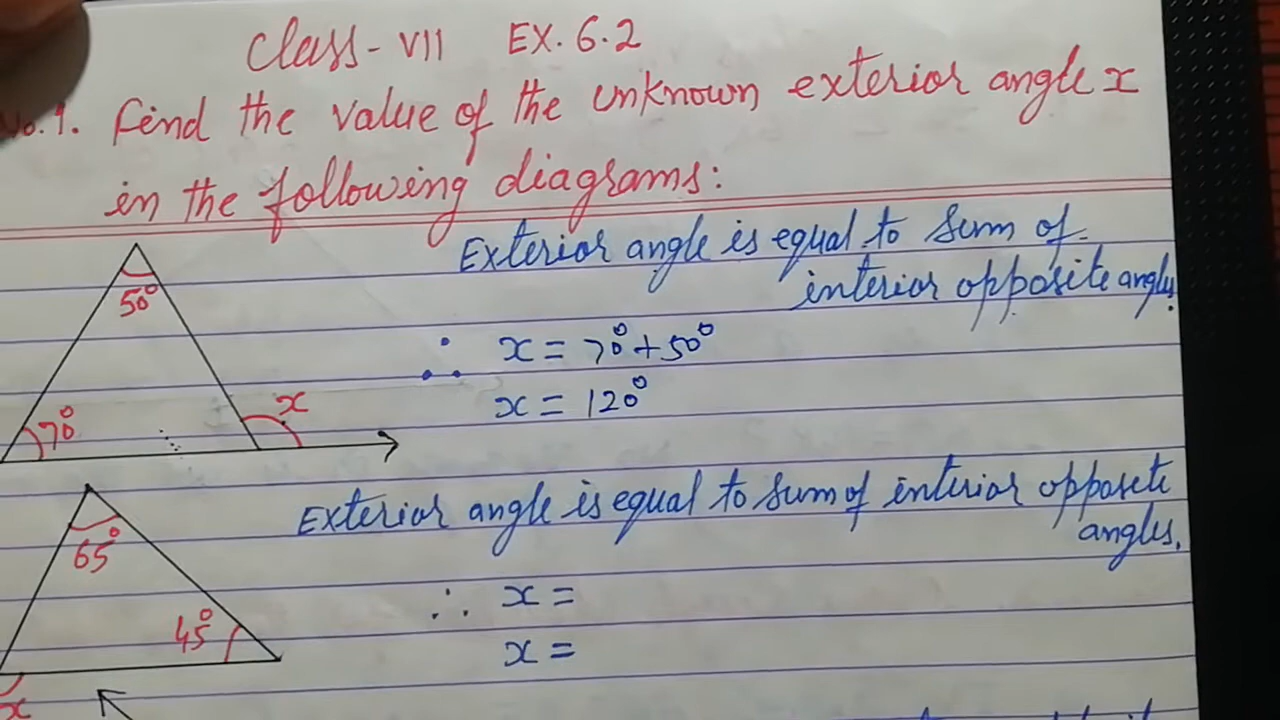 Class-VII EX. 6.2
No.1. Find the value of the unknown exterior angle x
in the following diagrams:
Exterior angle is equal to sum of
interior opposite angles.
50°
∴ x = 70°+50°
x = 120°
x
70°
Exterior angle is equal to sum of interior opposite
angles.
65°
∴ x =
45°
x =
x